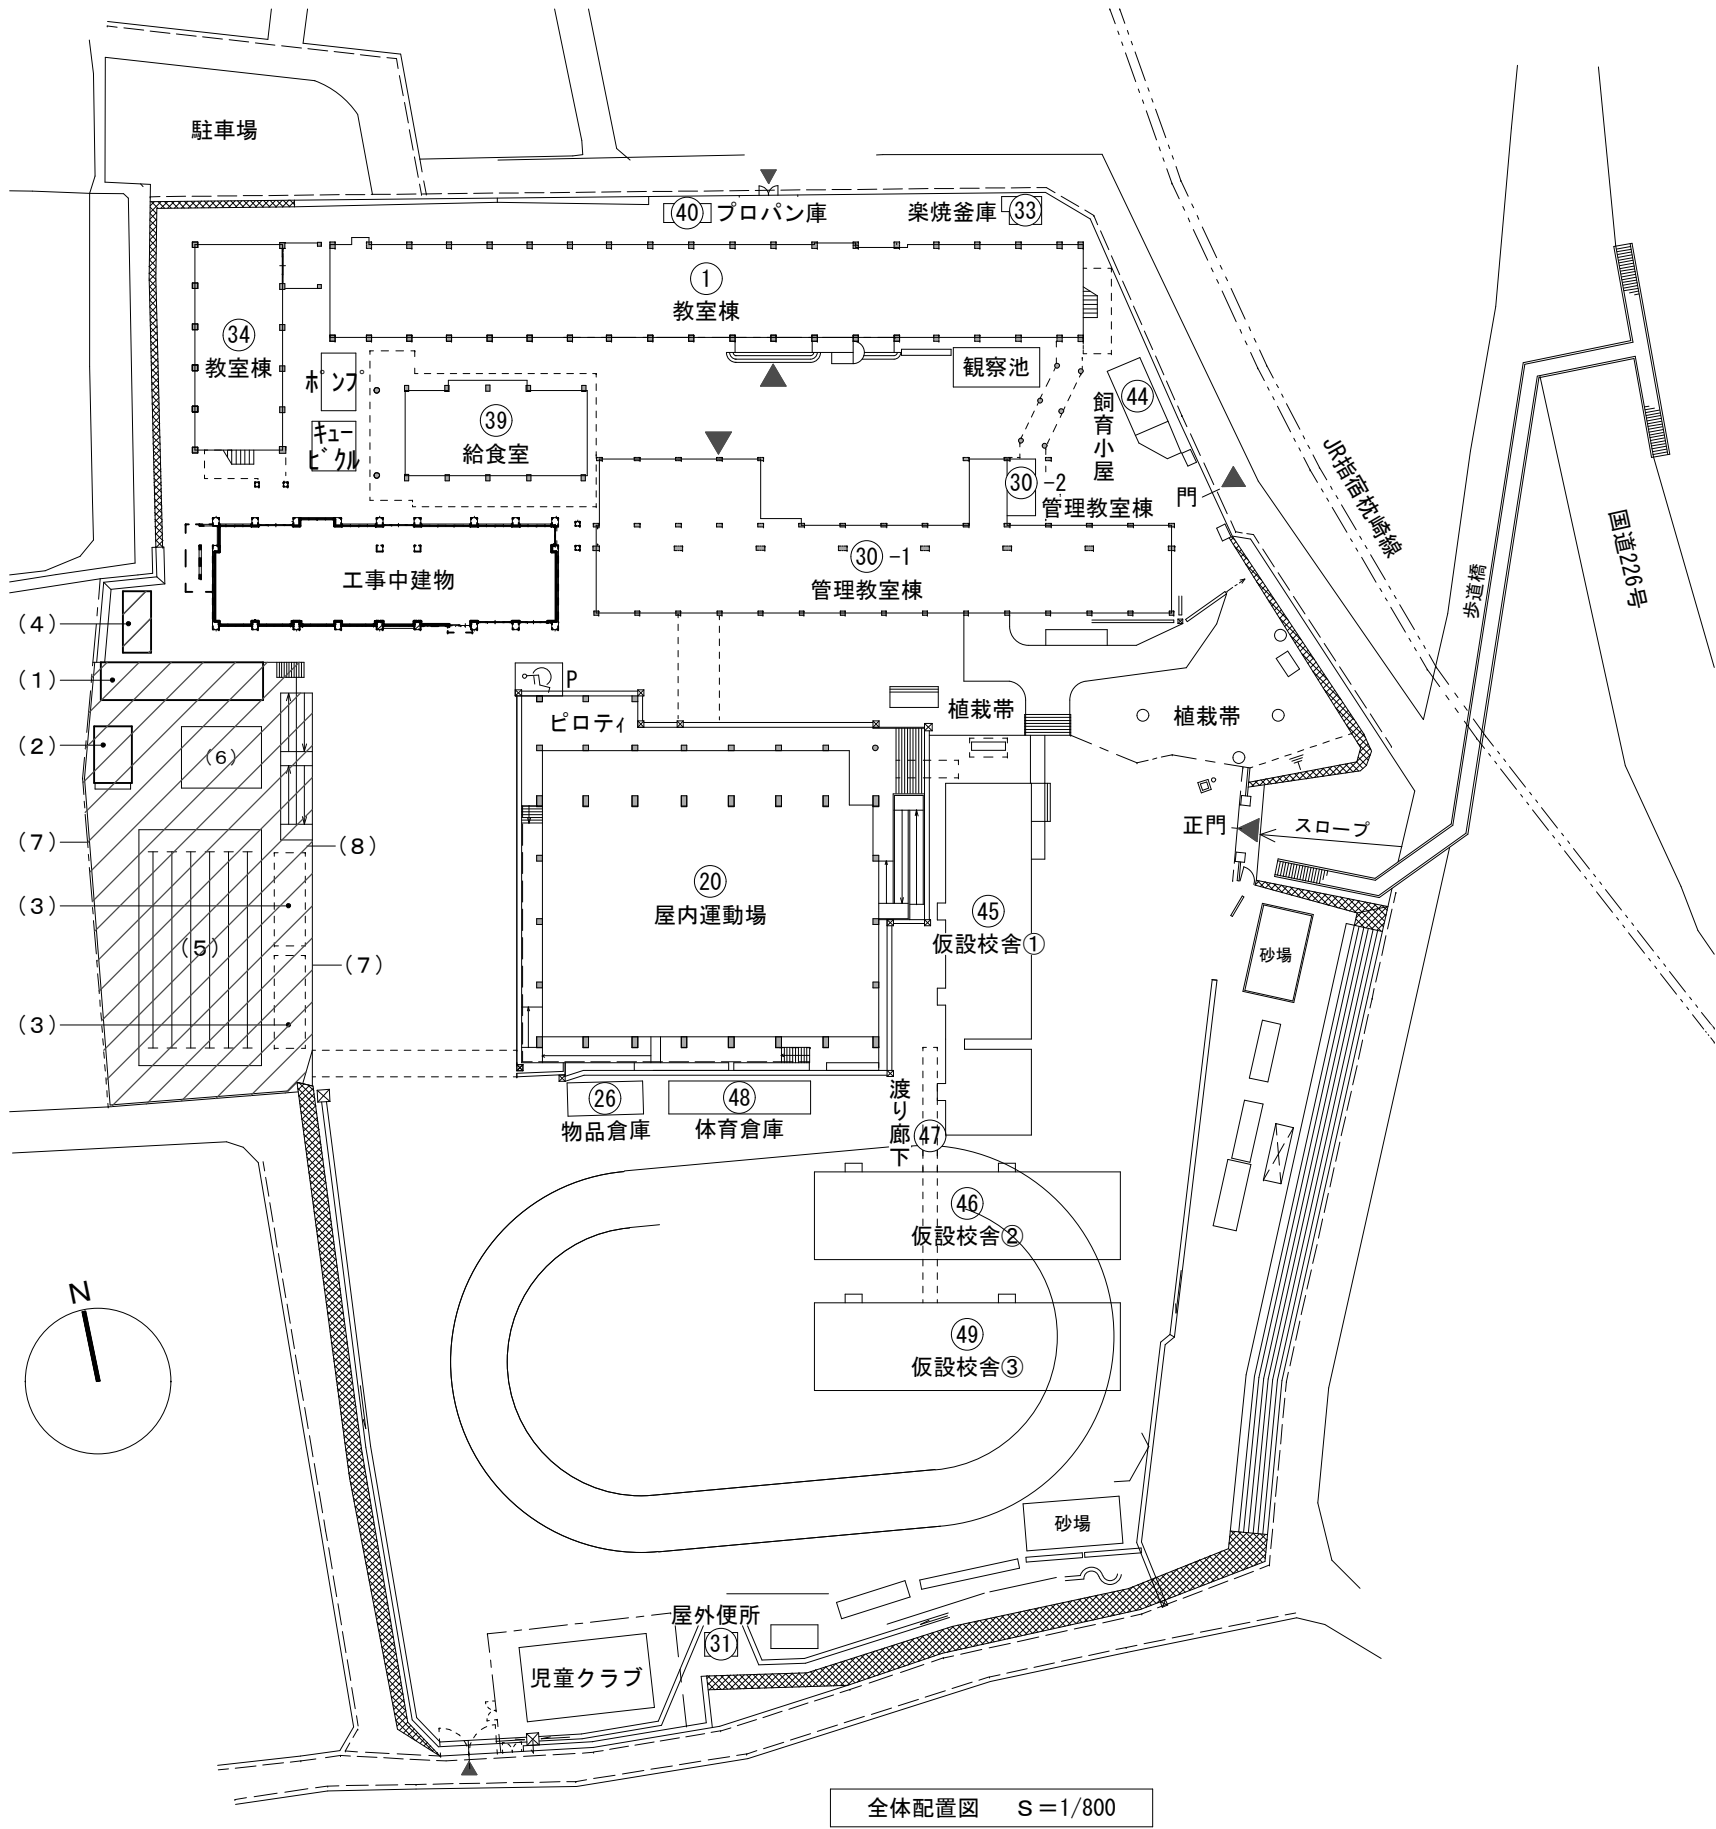 駐車場
㊵ プロパン庫
楽焼釜庫 ㉝
①
教室棟
㉞
教室棟
ポンプ
キュー
ビクル
㊴
給食室
観察池
㊹
飼育小屋
㉚-2
管理教室棟
門
JR指宿枕崎線
国道226号
歩道橋
工事中建物
㉚-1
管理教室棟
(4)
(1)
(2)
(6)
(7)
(8)
(3)
(5)
(7)
(3)
P
ピロティ
植栽帯
植栽帯
正門
スロープ
⑳
屋内運動場
㊺
仮設校舎①
砂場
㉖
物品倉庫
㊽
体育倉庫
渡り廊下
㊼
㊻
仮設校舎②
㊾
仮設校舎③
N
砂場
屋外便所
㉛
児童クラブ
全体配置図 S=1/800